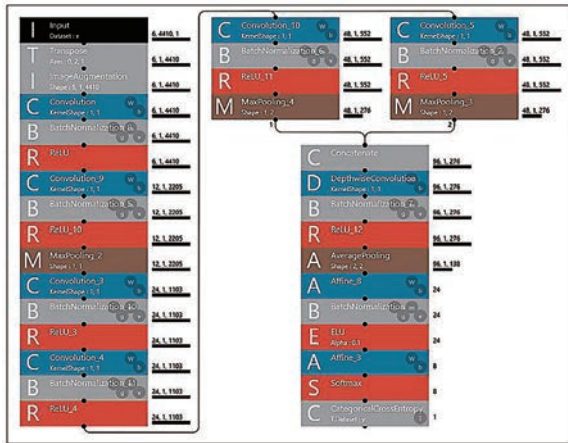 I Input
Dataset : x
6, 4410, 1
T Transpose
Axes : 0, 2, 1
I ImageAugmentation
Shape : 6, 1, 4410
6, 1, 4410
C Convolution
KernelShape : 1, 1
W
b
6, 1, 4410
B
6, 1, 4410
R ReLU
6, 1, 4410
C Convolution_9
KernelShape : 1, 1
W
b
12, 1, 2205
B
12, 1, 2205
R ReLU_10
12, 1, 2205
M MaxPooling_2
Shape : 1, 1
12, 1, 2205
C Convolution_3
KernelShape : 1, 1
W
b
24, 1, 1103
B BatchNormalization_10
24, 1, 1103
R ReLU_3
24, 1, 1103
C Convolution_4
KernelShape : 1, 1
W
b
24, 1, 1103
B
24, 1, 1103
R ReLU_4
24, 1, 1103
C Convolution_10
KernelShape : 1, 1
W
b
48, 1, 552
B
48, 1, 552
R ReLU_11
48, 1, 552
M MaxPooling_4
Shape : 1, 2
48, 1, 276
1
C Convolution_5
KernelShape : 1, 1
W
b
48, 1, 552
B
48, 1, 552
R ReLU_5
48, 1, 552
M
Shape : 1, 2
48, 1, 276
2
C Concatenate
96, 1, 276
D DepthwiseConvolution
KernelShape : 1, 1
W
b
96, 1, 276
B
96, 1, 276
R ReLU_12
96, 1, 276
A AveragePooling
Shape : 2, 2
96, 1, 138
A Affine_8
W
b
24
B
24
E ELU
Alpha : 0.1
24
A Affine_3
W
b
8
S Softmax
8
C CategoricalCrossEntropy
T.Dataset : y
1